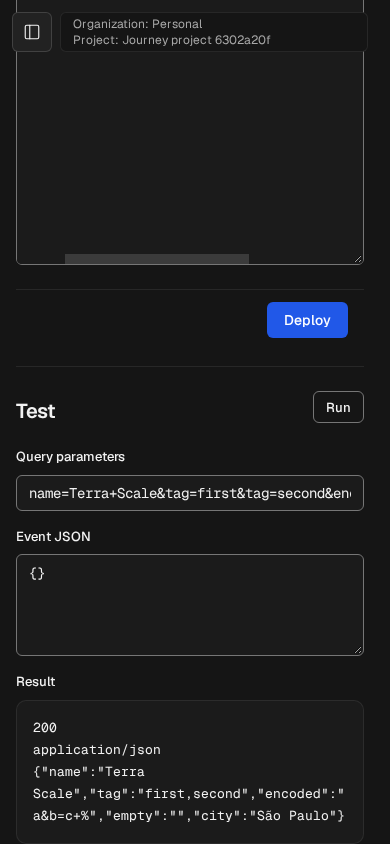 Organization: Personal
Project: Journey project 6302a20f
Deploy
Test
Run
Query parameters
name=Terra+Scale&tag=first&tag=second&en
Event JSON
{}
Result
200
application/json
{"name":"Terra
Scale","tag":"first,second","encoded":"
a&b=c+%","empty":"","city":"São Paulo"}